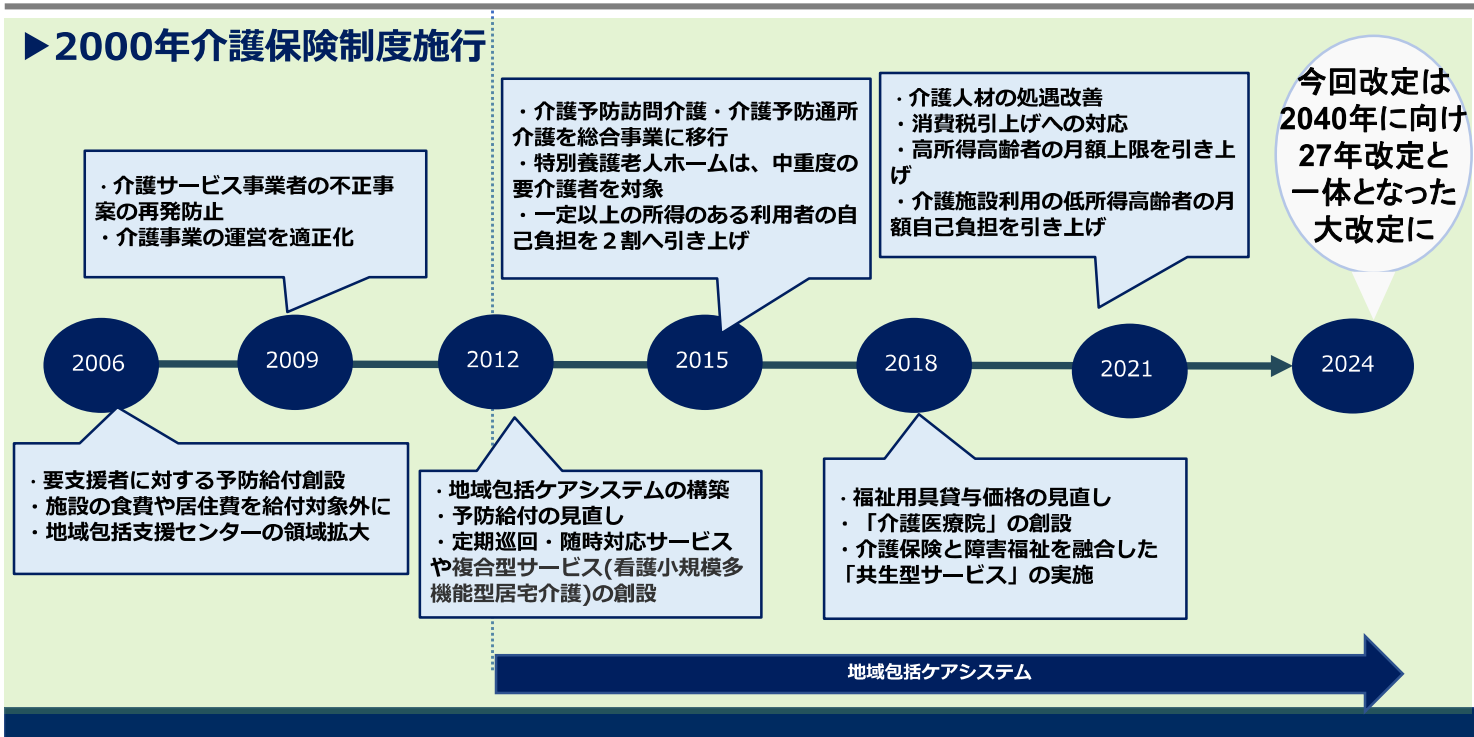 ▶2000年介護保険制度施行
・介護サービス事業者の不正事
案の再発防止
・介護事業の運営を適正化
・介護予防訪問介護・介護予防通所
介護を総合事業に移行
・特別養護老人ホームは、中重度の
要介護者を対象
・一定以上の所得のある利用者の自
己負担を２割へ引き上げ
・介護人材の処遇改善
・消費税引上げへの対応
・高所得高齢者の月額上限を引き上
げ
・介護施設利用の低所得高齢者の月
額自己負担を引き上げ
今回改定は
2040年に向け
27年改定と
一体となった
大改定に
2006
2009
2012
2015
2018
2021
2024
・要支援者に対する予防給付創設
・施設の食費や居住費を給付対象外に
・地域包括支援センターの領域拡大
・地域包括ケアシステムの構築
・予防給付の見直し
・定期巡回・随時対応サービス
や複合型サービス(看護小規模多
機能型居宅介護)の創設
・福祉用具貸与価格の見直し
・「介護医療院」の創設
・介護保険と障害福祉を融合した
「共生型サービス」の実施
地域包括ケアシステム